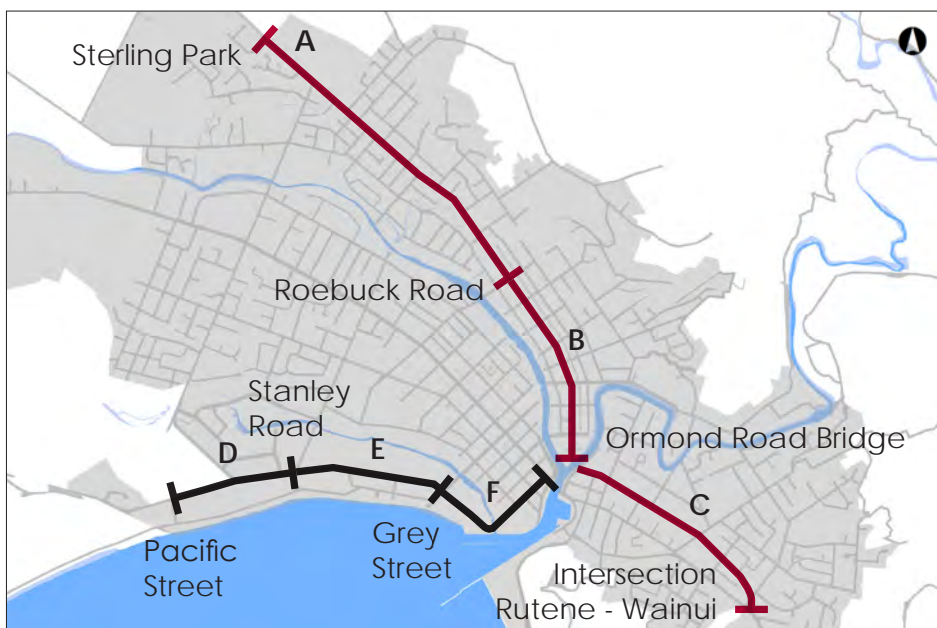 A
Sterling Park
Roebuck Road
B
Stanley
Road
D
E
Ormond Road Bridge
F
C
Grey
Street
Pacific
Street
Intersection
Rutene - Wainui